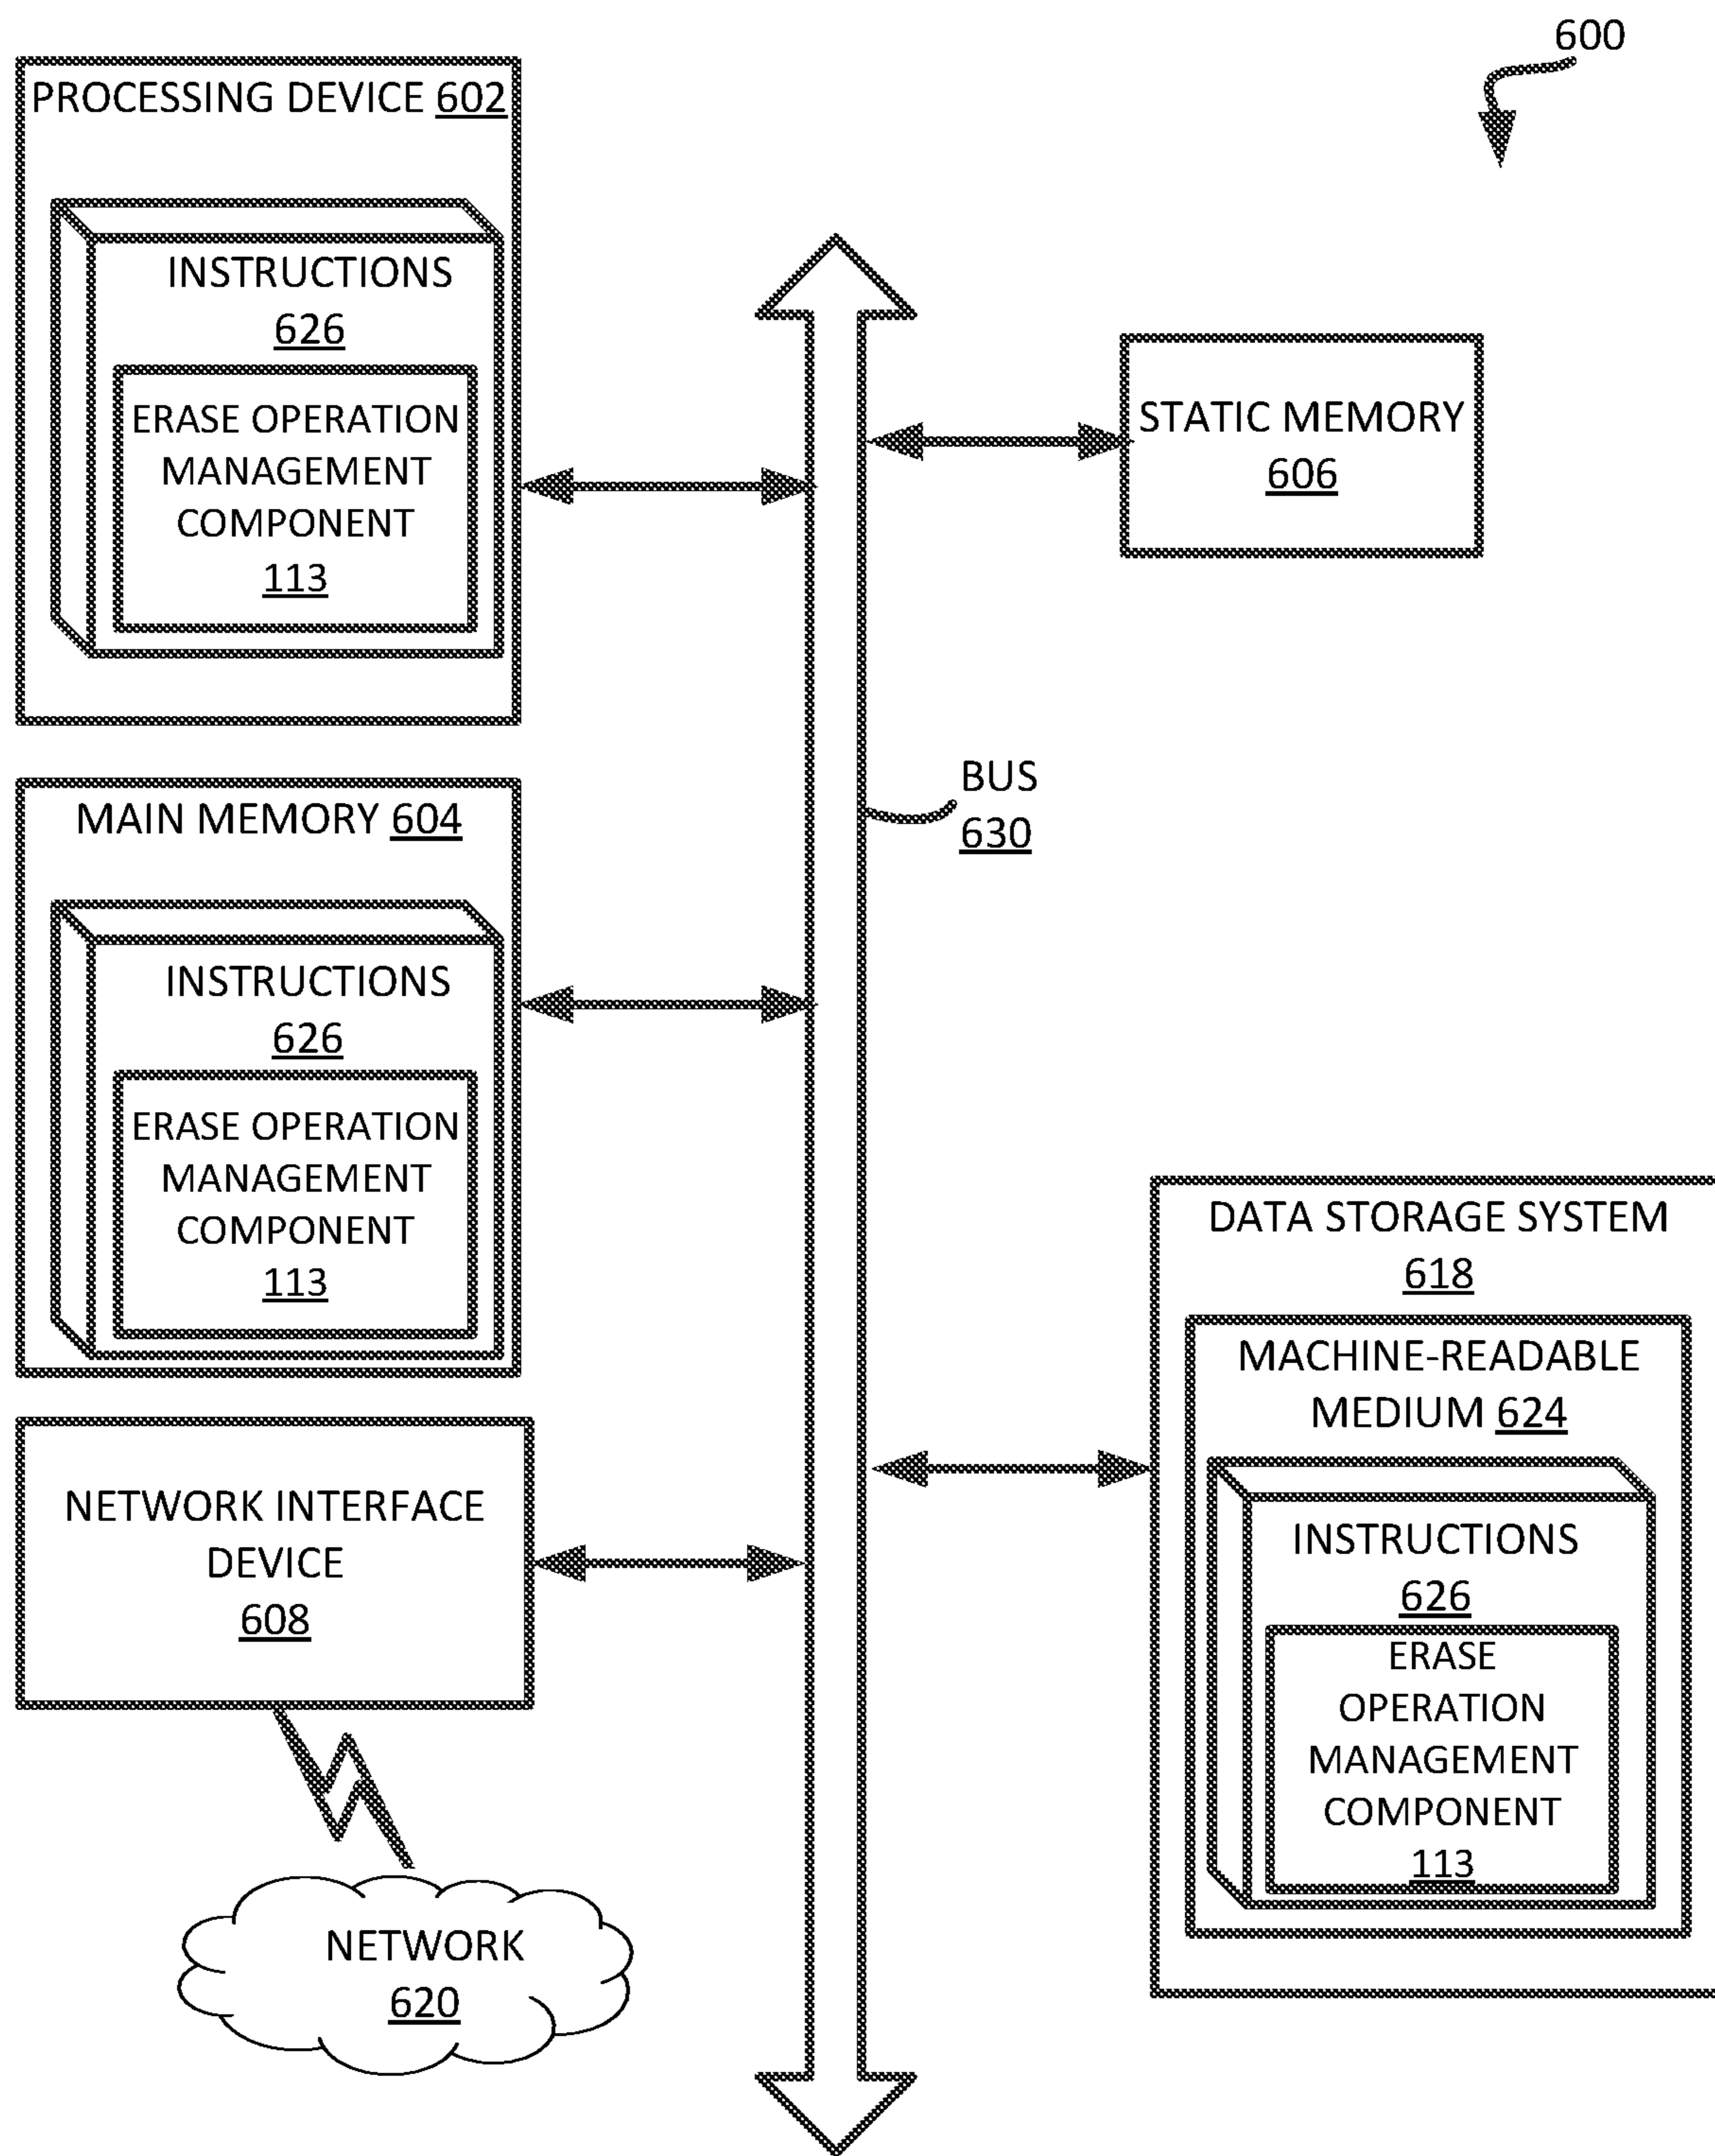 600
PROCESSING DEVICE 602
INSTRUCTIONS
626
ERASE OPERATION
MANAGEMENT
COMPONENT
113
STATIC MEMORY
606
BUS
630
MAIN MEMORY 604
INSTRUCTIONS
626
ERASE OPERATION
MANAGEMENT
COMPONENT
113
DATA STORAGE SYSTEM
618
MACHINE-READABLE
MEDIUM 624
INSTRUCTIONS
626
ERASE
OPERATION
MANAGEMENT
COMPONENT
113
NETWORK INTERFACE
DEVICE
608
NETWORK
620